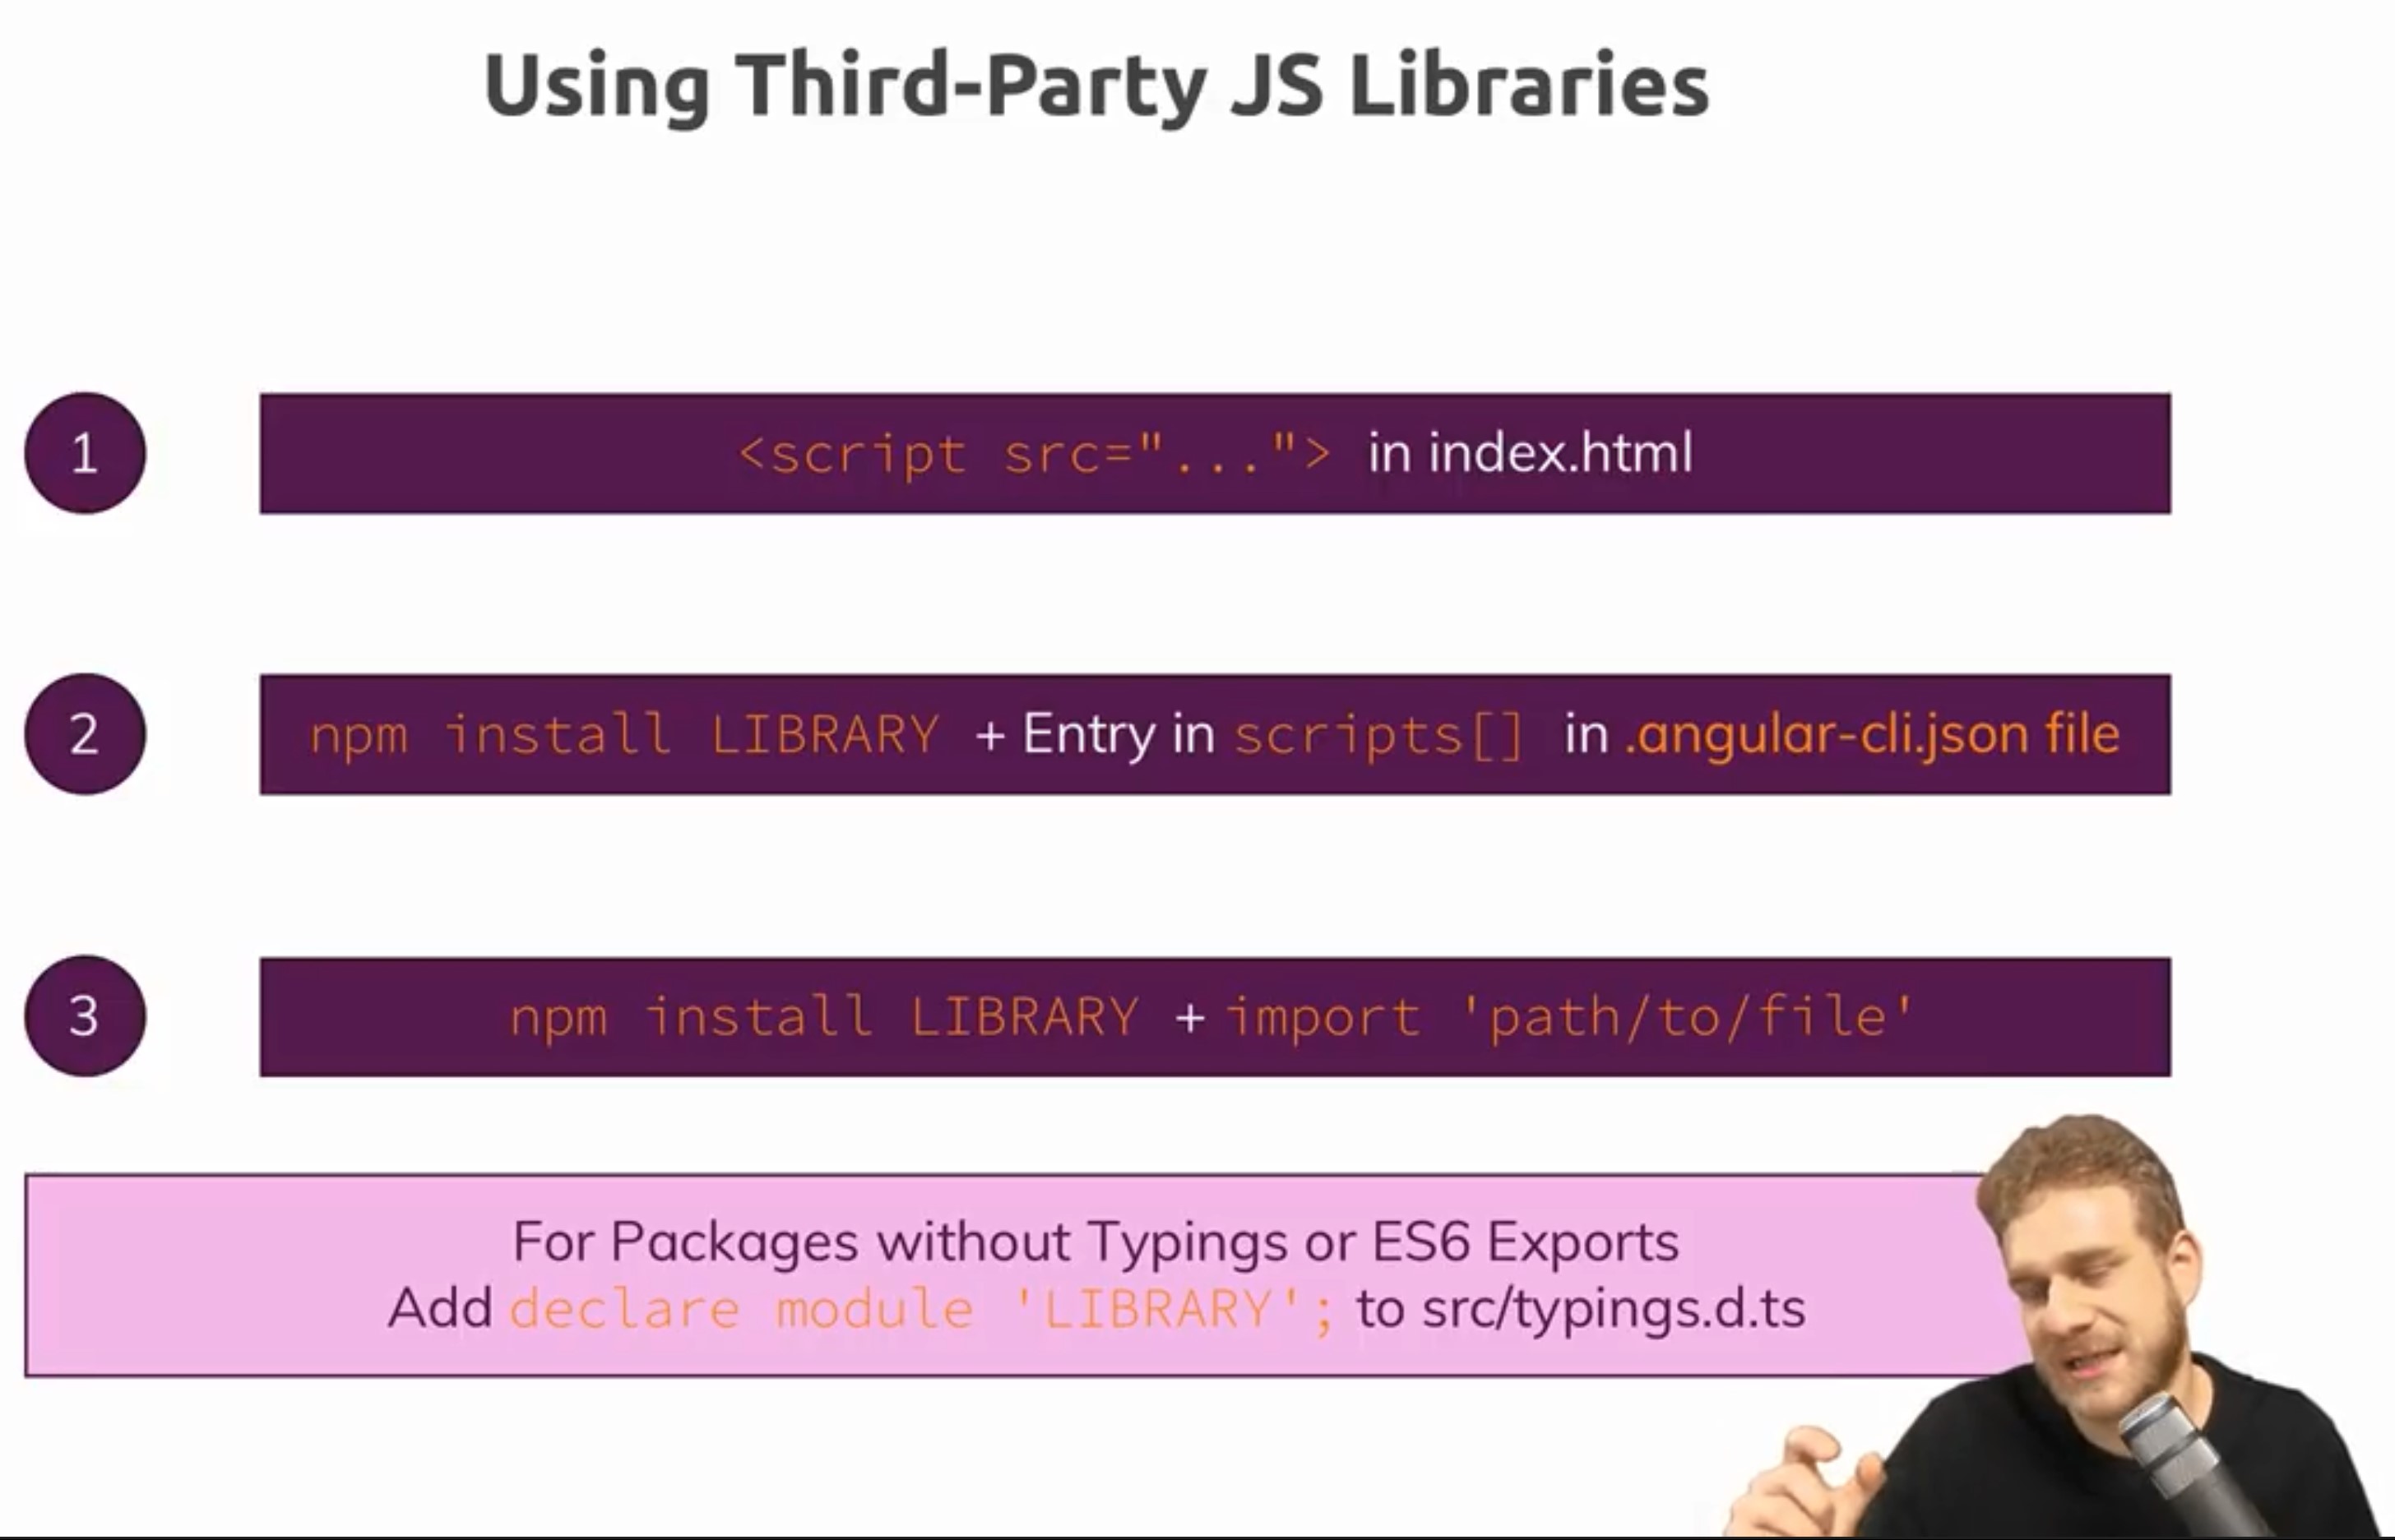 Using Third-Party JS Libraries
1
<script src="..."> in index.html
2
npm install LIBRARY + Entry in scripts[] in .angular-cli.json file
3
npm install LIBRARY + import 'path/to/file'
For Packages without Typings or ES6 Exports
Add declare module 'LIBRARY'; to src/typings.d.ts